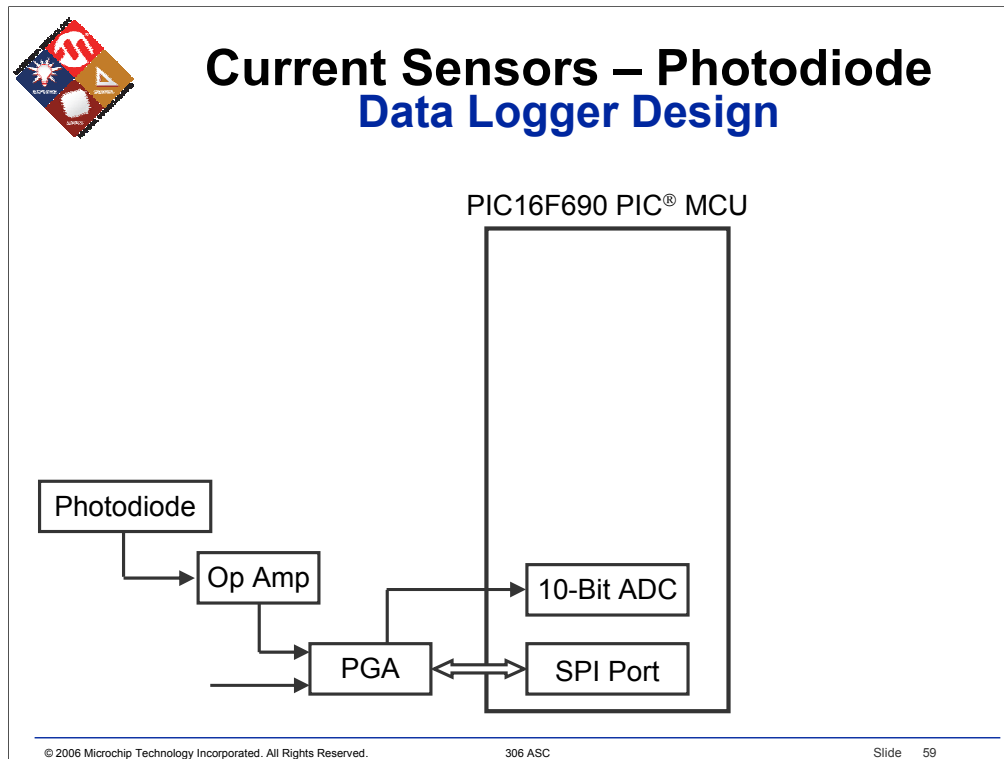 Current Sensors – Photodiode
Data Logger Design
PIC16F690 PIC® MCU
Photodiode
Op Amp
10-Bit ADC
PGA
SPI Port
© 2006 Microchip Technology Incorporated. All Rights Reserved.
306 ASC
Slide 59